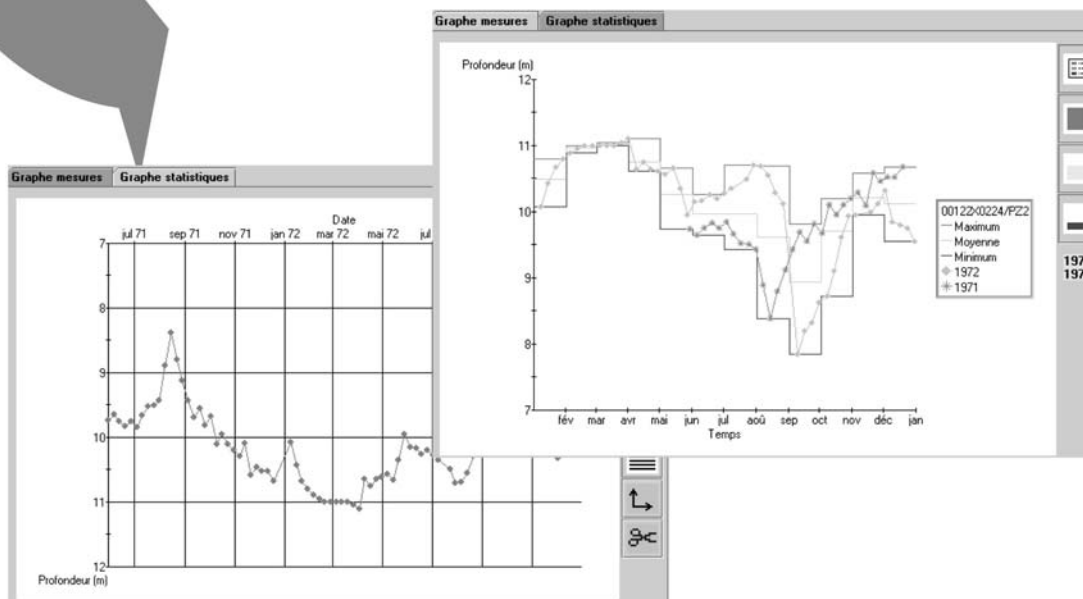 Graphe mesures Graphe statistiques
Profondeur (m)
12
11
10
9
8
7
fév mar avr mai jun jul aoû sep oct nov déc jan
Temps
00122X0224/PZ2
Maximum
Moyenne
Minimum
1972
1971
197
197
Graphe mesures Graphe statistiques
Date
jul 71 sep 71 nov 71 jan 72 mar 72 mai 72 jul
7
8
9
10
11
12
Profondeur (m)